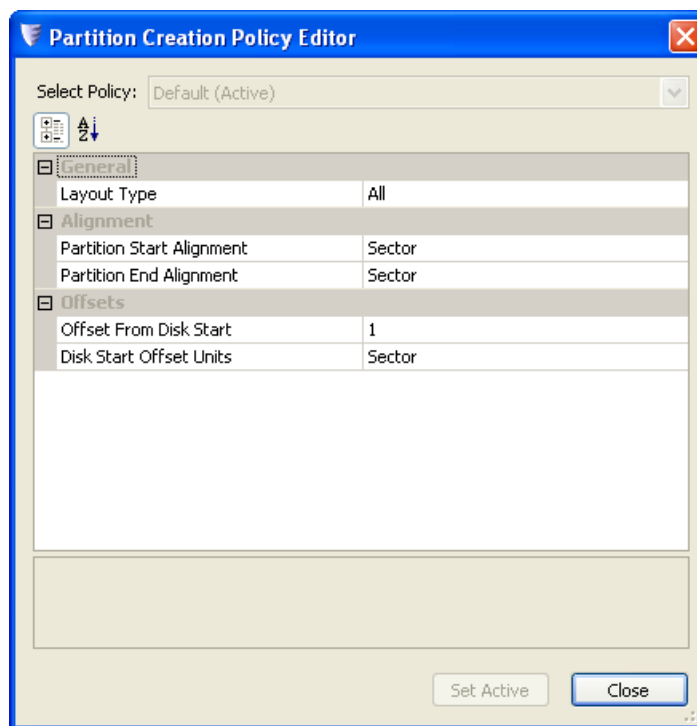 Partition Creation Policy Editor
Select Policy: Default (Active)
A
Z
General
Layout Type All
Alignment
Partition Start Alignment Sector
Partition End Alignment Sector
Offsets
Offset From Disk Start 1
Disk Start Offset Units Sector
Set Active Close